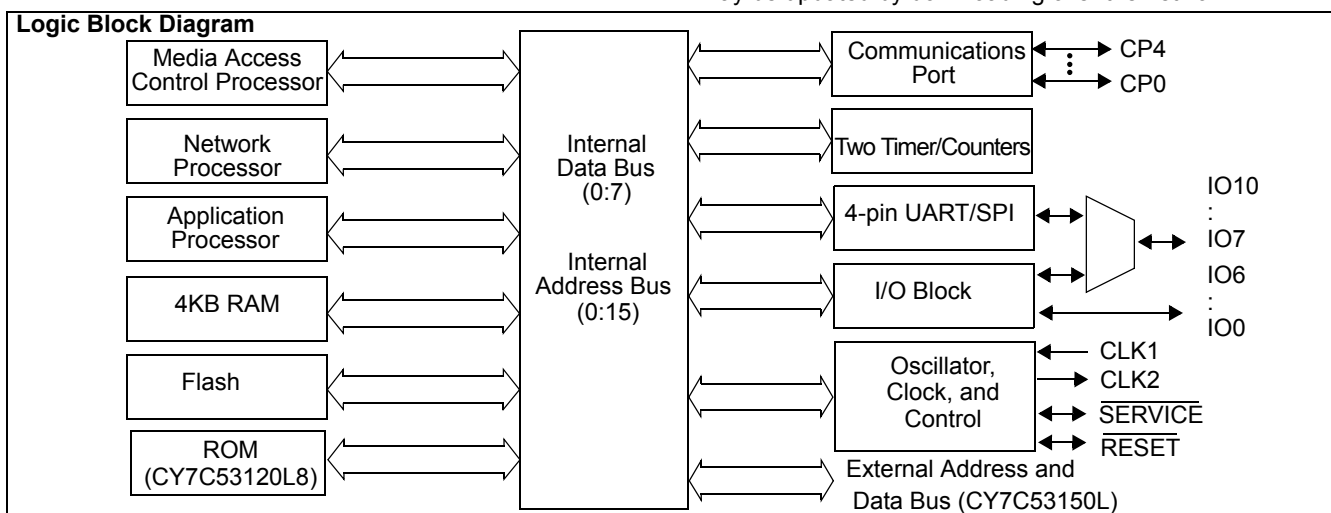 Logic Block Diagram
Media Access
Control Processor
Network
Processor
Application
Processor
4KB RAM
Flash
ROM
(CY7C53120L8)
Internal
Data Bus
(0:7)
Internal
Address Bus
(0:15)
Communications
Port
CP4
CP0
Two Timer/Counters
4-pin UART/SPI
I/O Block
IO10
:
IO7
IO6
:
IO0
Oscillator,
Clock, and
Control
CLK1
CLK2
SERVICE
RESET
External Address and
Data Bus (CY7C53150L)